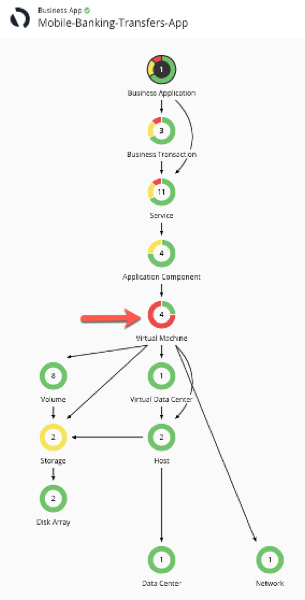 Business App
Mobile-Banking-Transfers-App
1
Business Application
3
Business Transaction
11
Service
4
Application Component
4
Virtual Machine
8
1
Volume
Virtual Data Center
2
2
Storage
Host
2
Disk Array
1
1
Data Center
Network